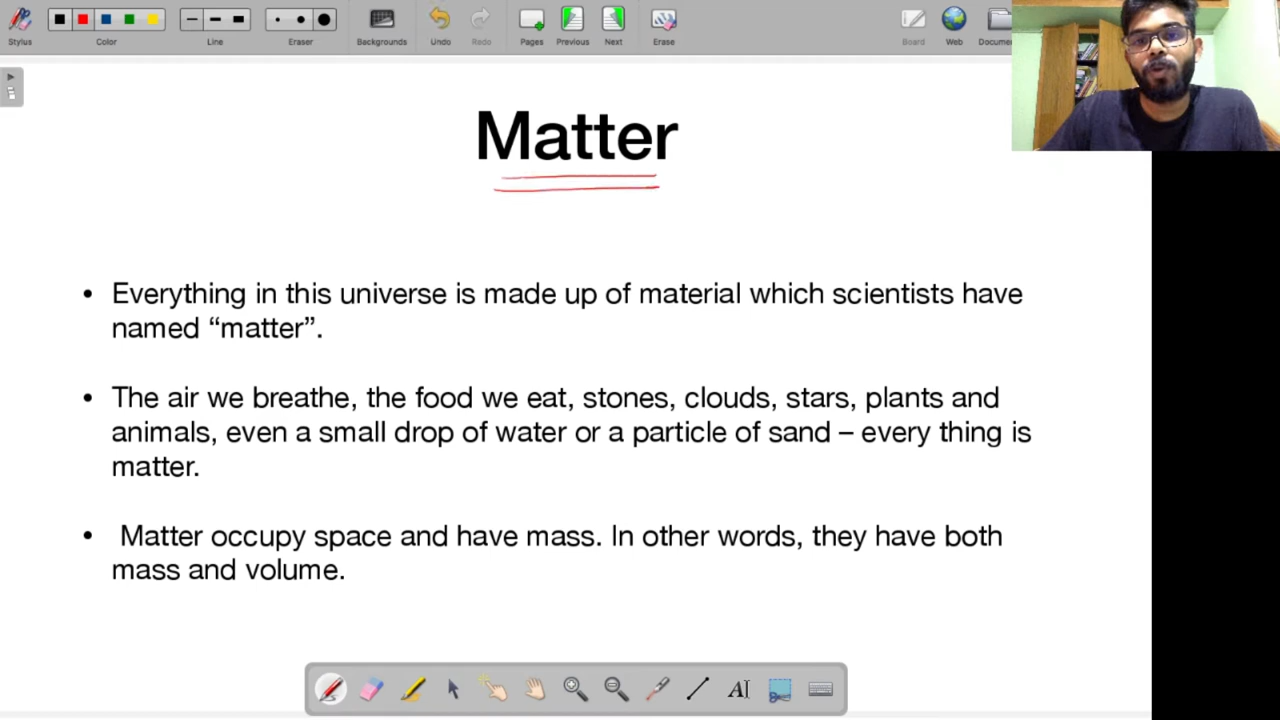 Stylus Color Line Eraser Backgrounds Undo Redo Pages Previous Next Erase Board Web
Matter
• Everything in this universe is made up of material which scientists have
named “matter”.
• The air we breathe, the food we eat, stones, clouds, stars, plants and
animals, even a small drop of water or a particle of sand – every thing is
matter.
• Matter occupy space and have mass. In other words, they have both
mass and volume.